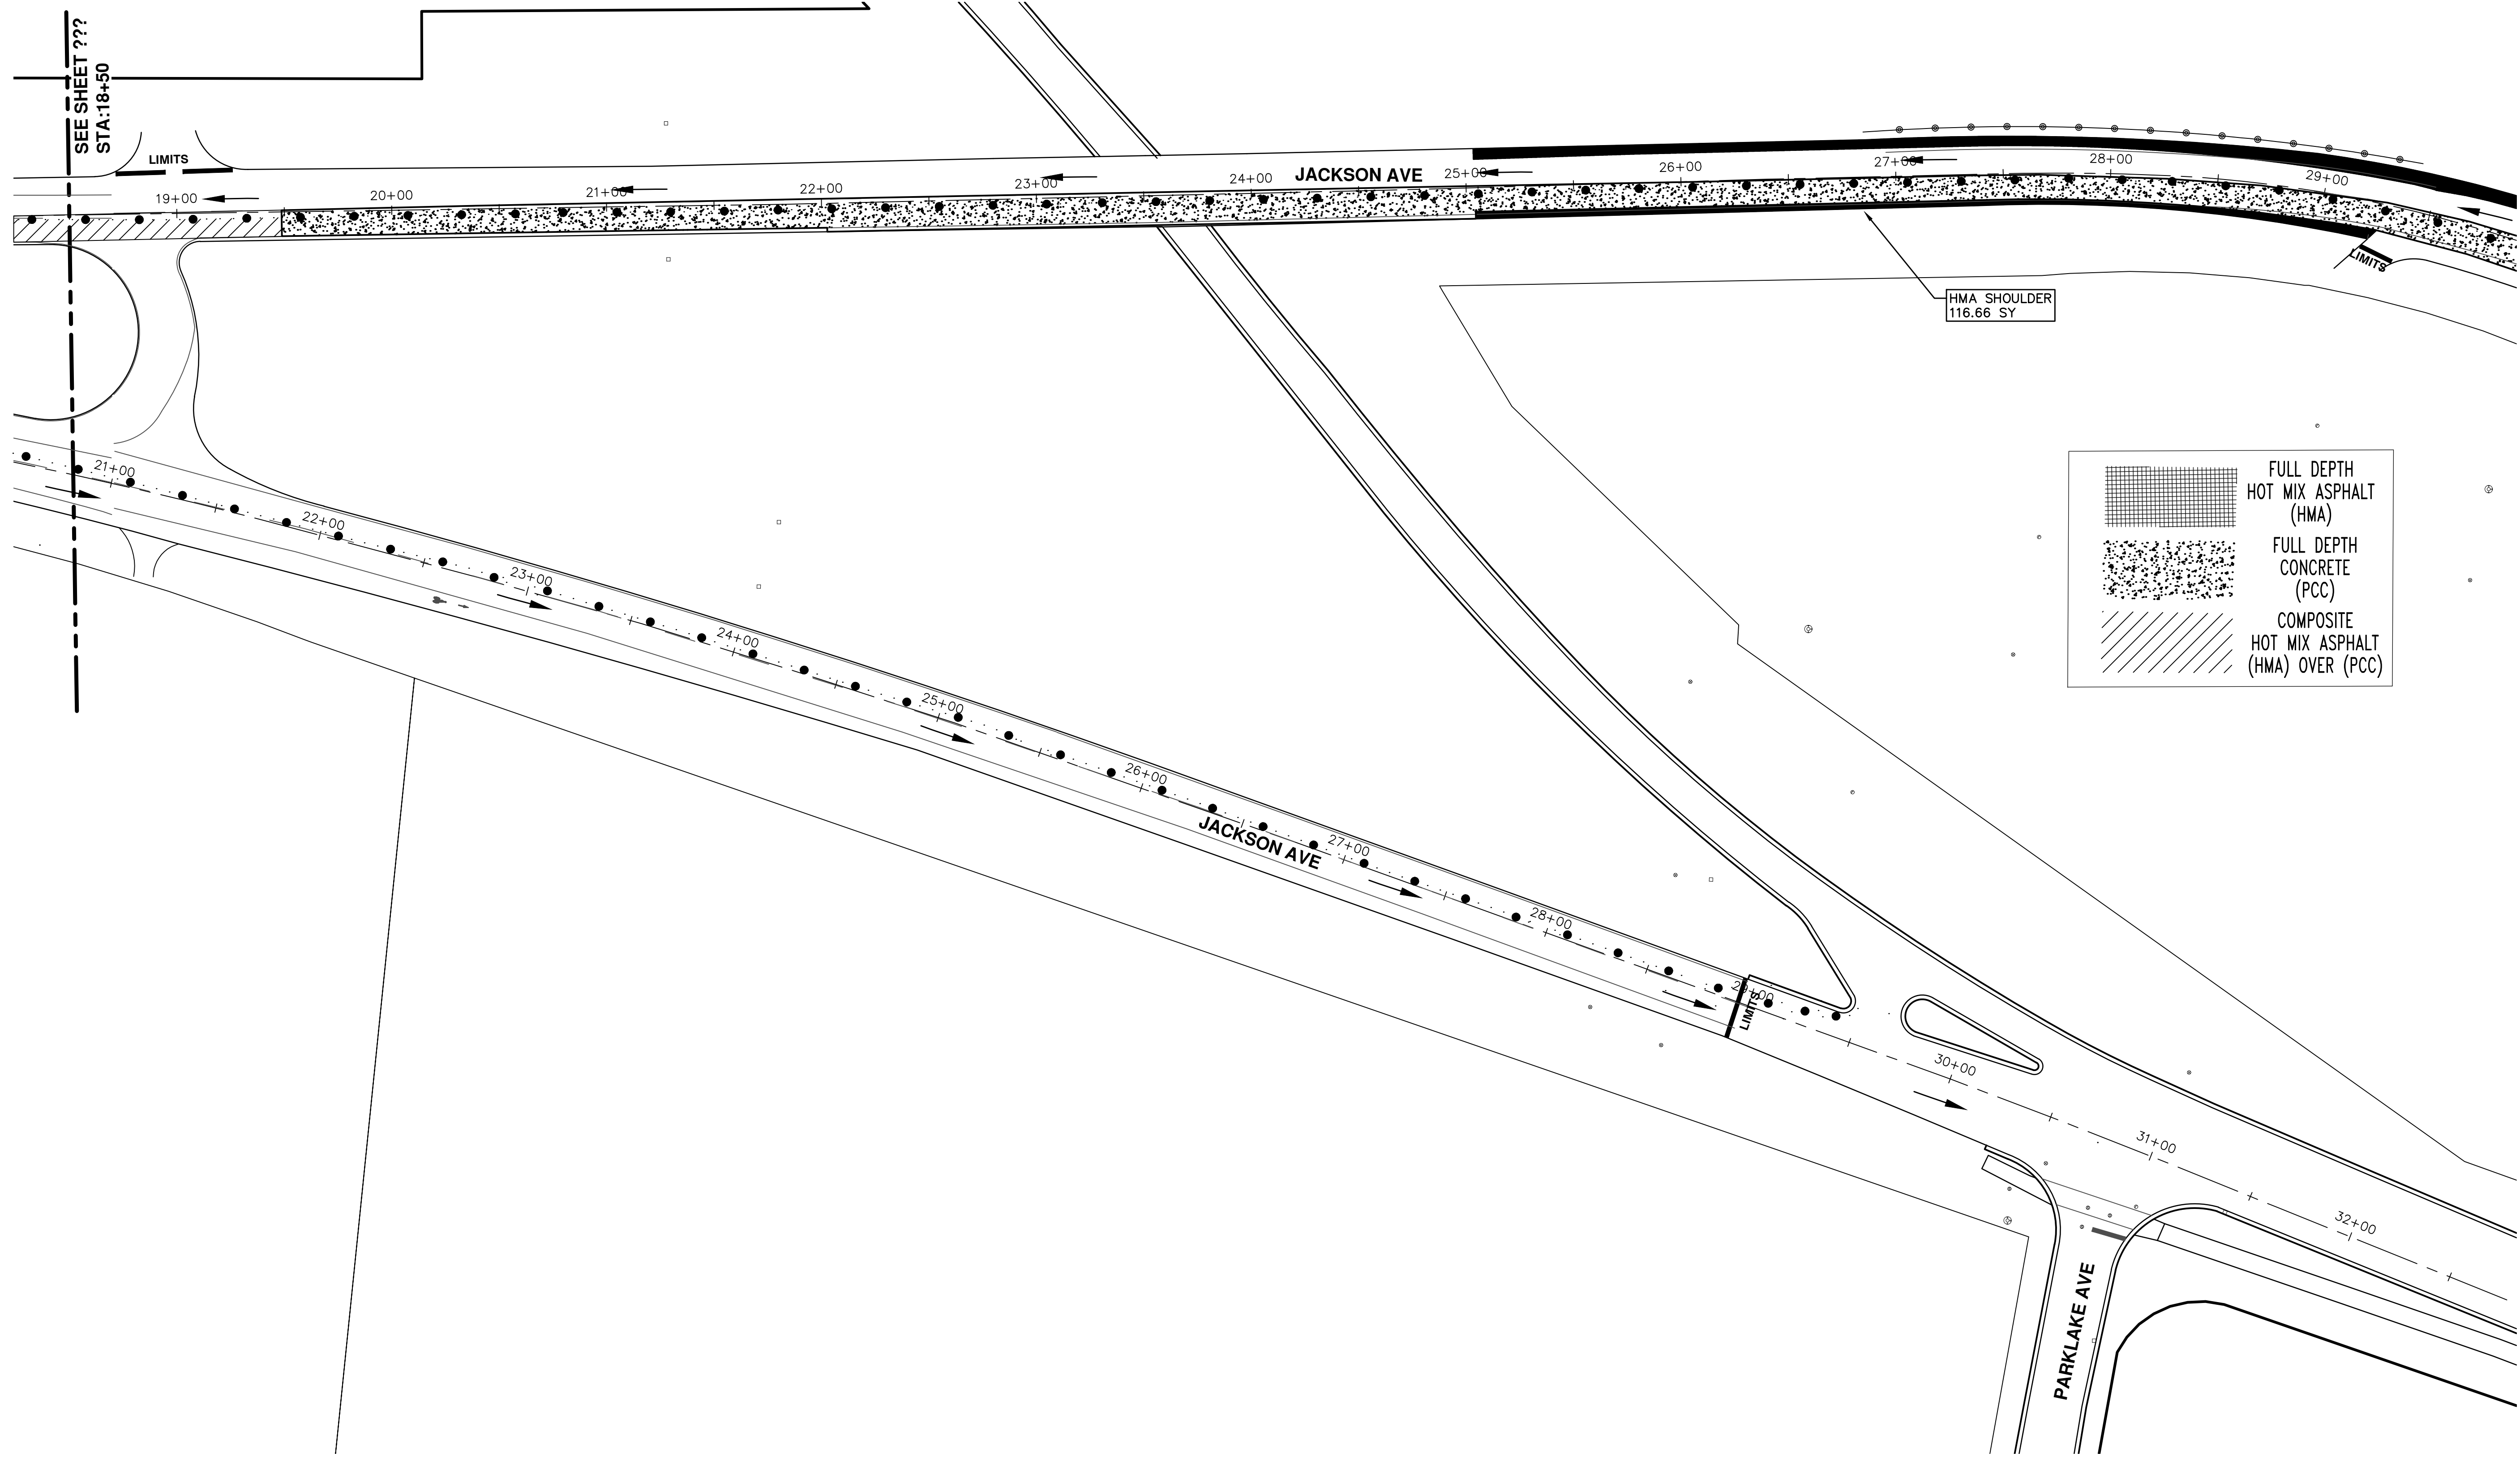 SEE SHEET ???
STA:18+50
LIMITS
JACKSON AVE
19+00
20+00
21+00
22+00
23+00
24+00
25+00
26+00
27+00
28+00
29+00
LIMITS
HMA SHOULDER
116.66 SY
FULL DEPTH
HOT MIX ASPHALT
(HMA)
FULL DEPTH
CONCRETE
(PCC)
COMPOSITE
HOT MIX ASPHALT
(HMA) OVER (PCC)
21+00
22+00
23+00
24+00
25+00
26+00
JACKSON AVE
27+00
28+00
29+00
LIMITS
30+00
31+00
32+00
PARKLAKE AVE